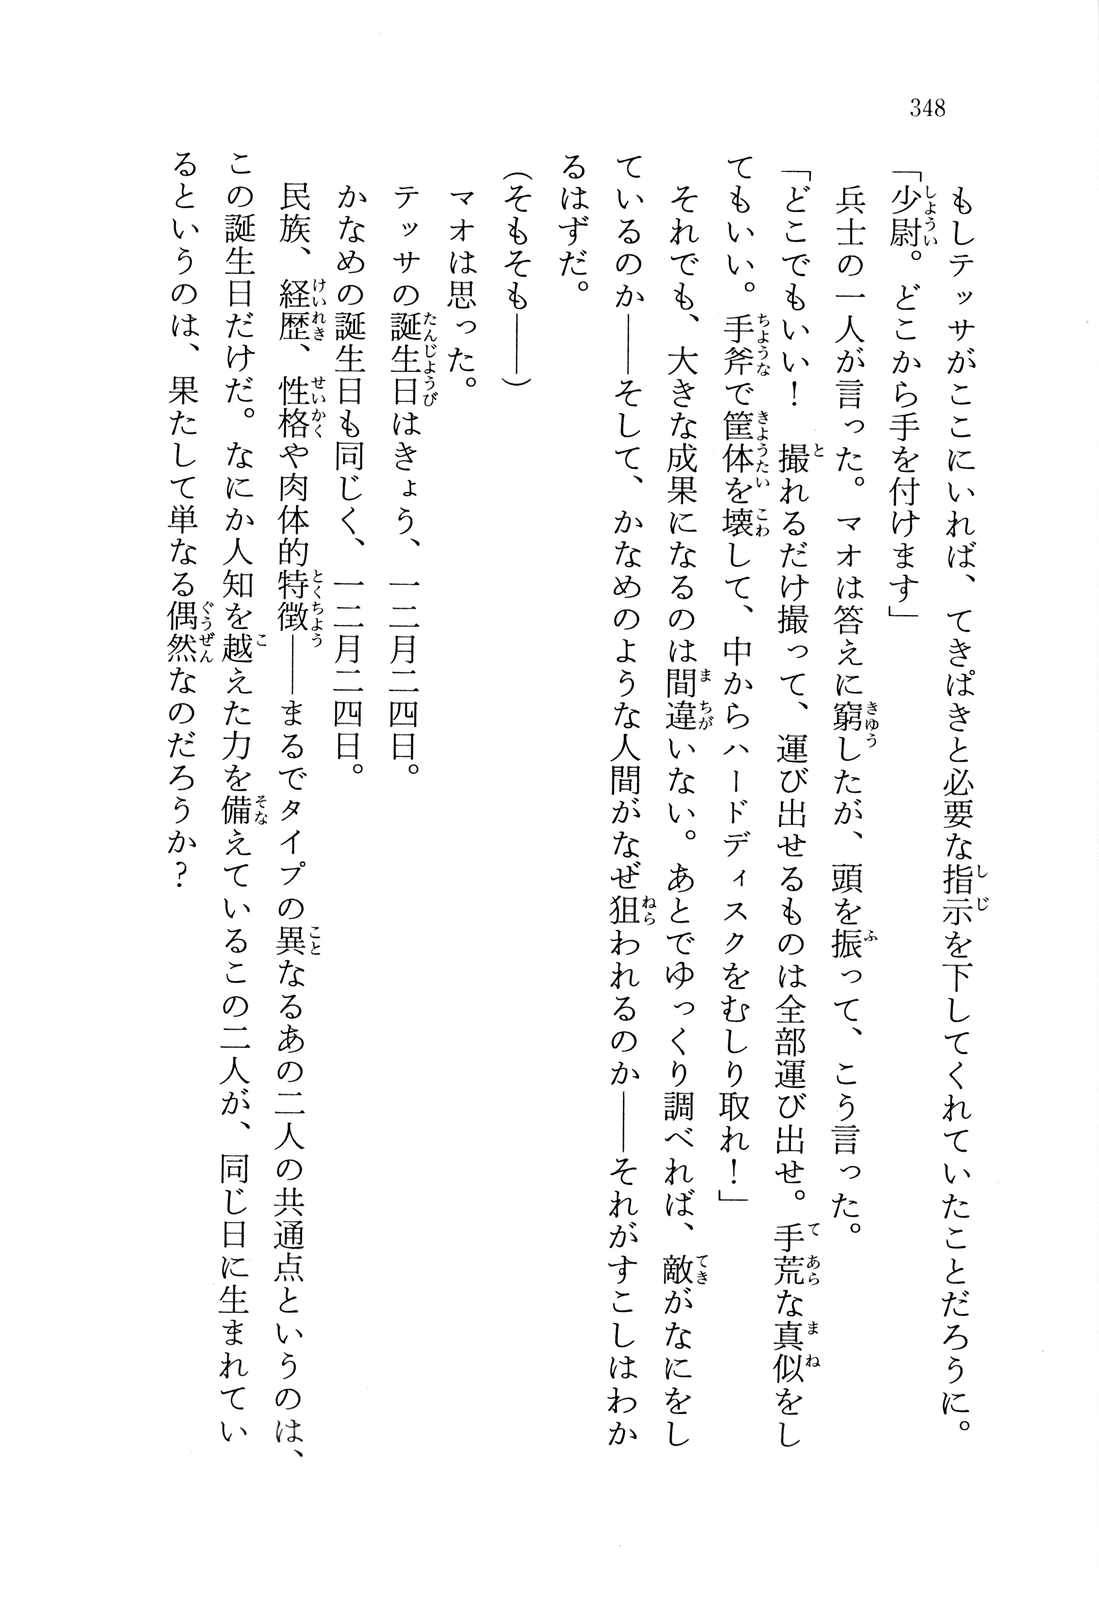 348
もしテッサがここにいれば、てきぱきと必要な指示を下してくれていたことだろうに。
「少尉。どこから手を付けます」
兵士の一人が言った。マオは答えに窮したが、頭を振って、こう言った。
「どこでもいい！　撮れるだけ撮って、運び出せるものは全部運び出せ。手荒な真似をし
てもいい。手斧で筐体を壊して、中からハードディスクをむしり取れ！」
それでも、大きな成果になるのは間違いない。あとでゆっくり調べれば、敵がなにをし
ているのか――そして、かなめのような人間がなぜ狙われるのか――それがすこしはわか
るはずだ。
（そもそも――）
マオは思った。
テッサの誕生日はきょう、一二月二四日。
かなめの誕生日も同じく、一二月二四日。
民族、経歴、性格や肉体的特徴――まるでタイプの異なるあの二人の共通点というのは、
この誕生日だけだ。なにか人知を越えた力を備えているこの二人が、同じ日に生まれてい
るというのは、果たして単なる偶然なのだろうか？